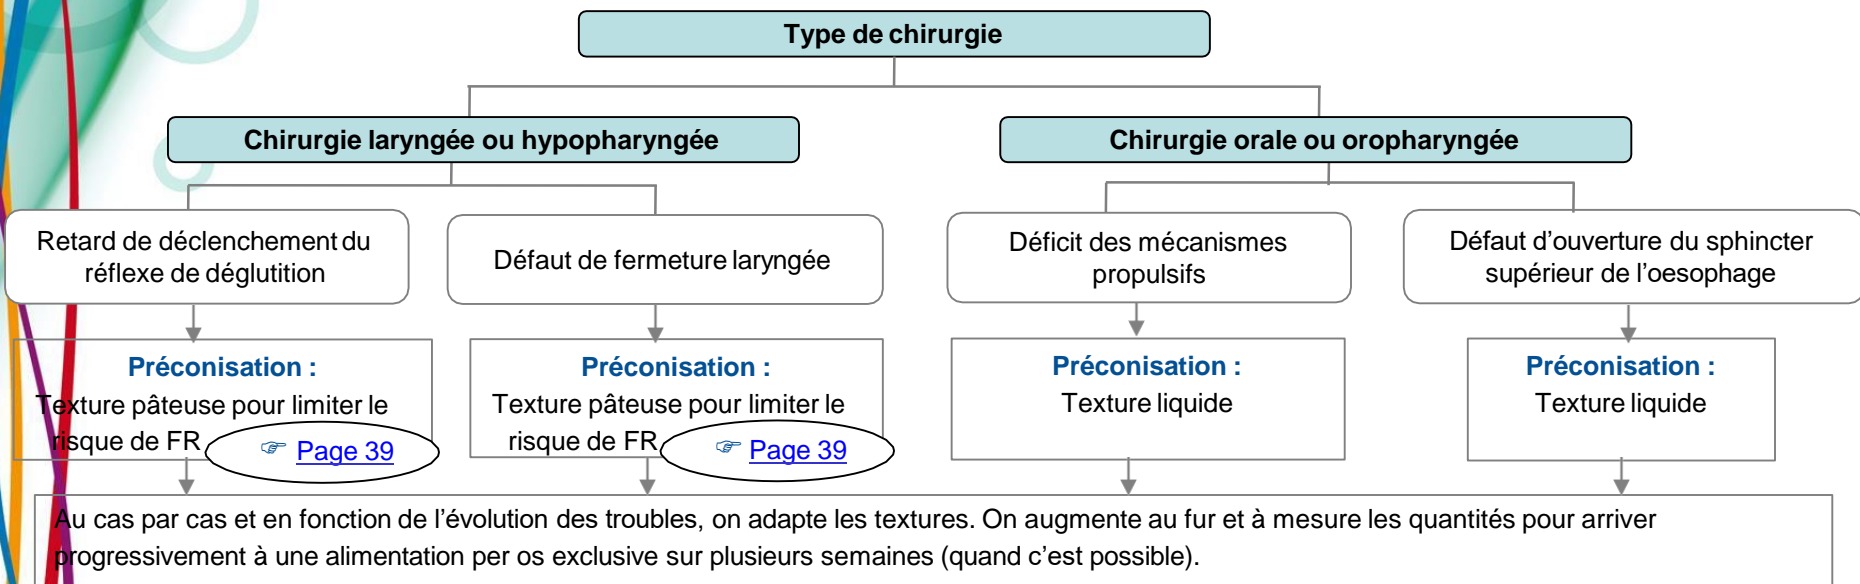 Type de chirurgie
Chirurgie laryngée ou hypopharyngée
Chirurgie orale ou oropharyngée
Retard de déclenchement du
réflexe de déglutition
Défaut de fermeture laryngée
Déficit des mécanismes
propulsifs
Défaut d’ouverture du sphincter
supérieur de l’oesophage
Préconisation :
Texture pâteuse pour limiter le
risque de FR
☞ Page 39
Préconisation :
Texture pâteuse pour limiter le
risque de FR
☞ Page 39
Préconisation :
Texture liquide
Préconisation :
Texture liquide
Au cas par cas et en fonction de l’évolution des troubles, on adapte les textures. On augmente au fur et à mesure les quantités pour arriver
progressivement à une alimentation per os exclusive sur plusieurs semaines (quand c’est possible).